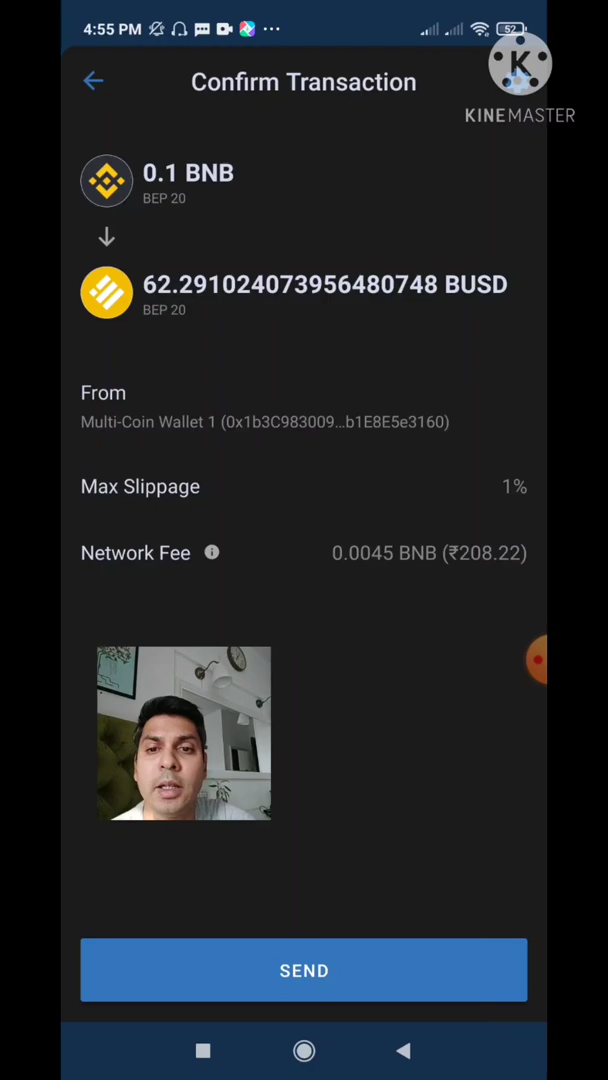 4:55 PM
52
Confirm Transaction
K
KINEMASTER
0.1 BNB
BEP 20
62.291024073956480748 BUSD
BEP 20
From
Multi-Coin Wallet 1 (0x1b3C983009...b1E8E5e3160)
Max Slippage 1%
Network Fee 0.0045 BNB (₹208.22)
SEND